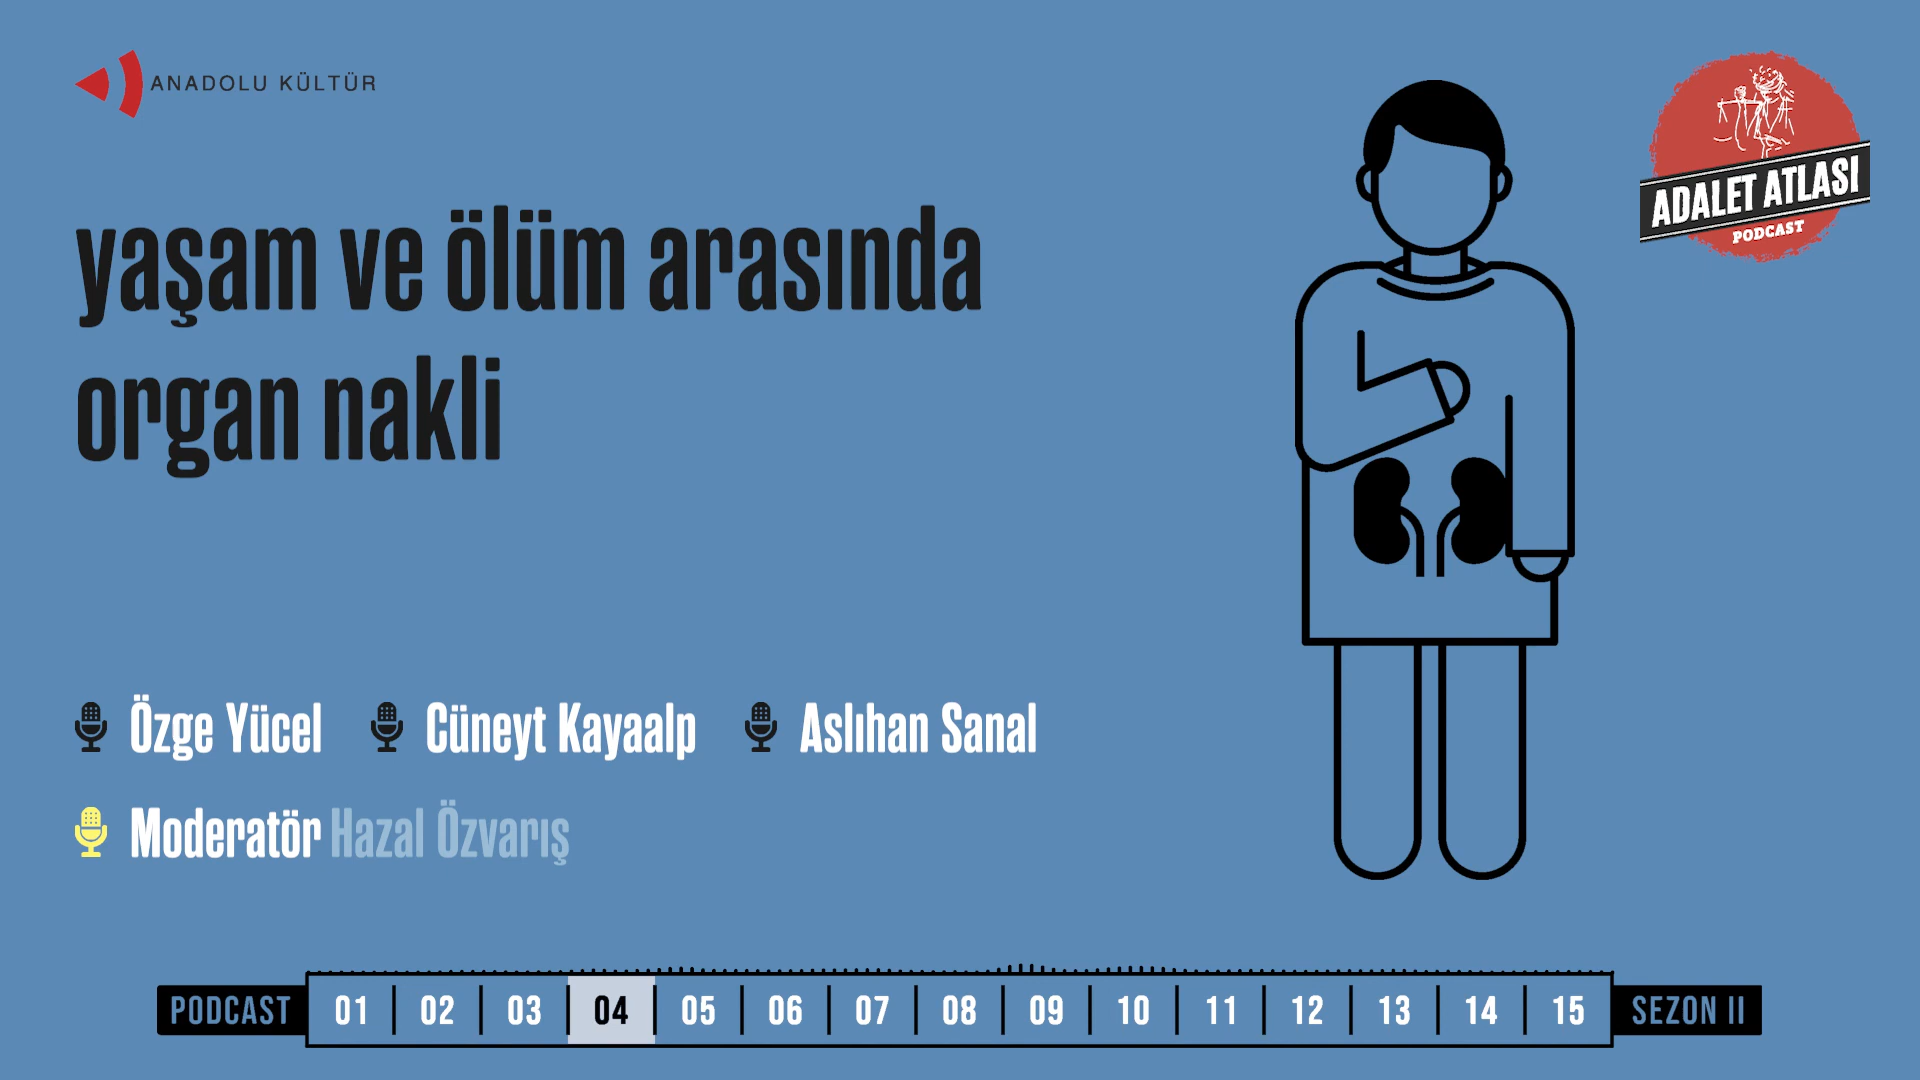 ANADOLU KÜLTÜR
ADALET ATLASI
PODCAST
yaşam ve ölüm arasında
organ nakli
Özge Yücel Cüneyt Kayaalp Aslıhan Sanal
Moderatör Hazal Özvarış
PODCAST 01 02 03 04 05 06 07 08 09 10 11 12 13 14 15 SEZON II